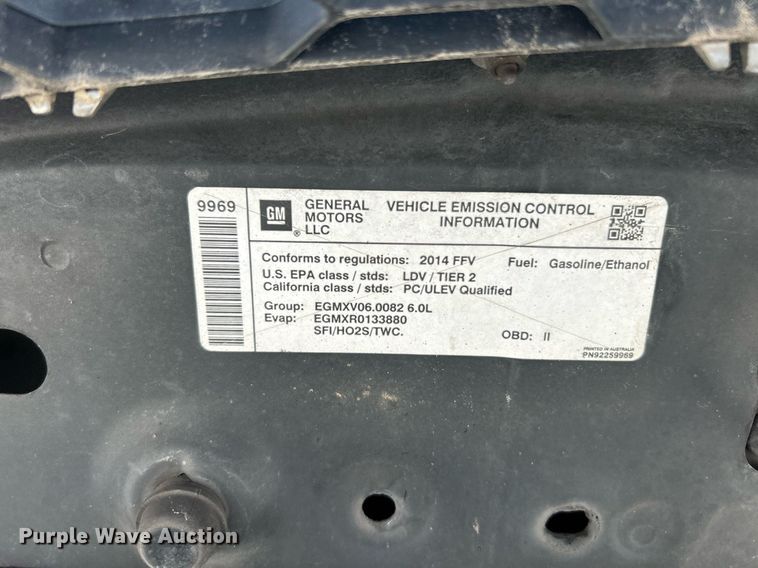 9969
GM
®
GENERAL
MOTORS
LLC
VEHICLE EMISSION CONTROL
INFORMATION
Conforms to regulations: 2014 FFV
Fuel: Gasoline/Ethanol
U.S. EPA class / stds: LDV / TIER 2
California class / stds: PC/ULEV Qualified
Group: EGMXV06.0082 6.0L
Evap: EGMXR0133880
SFI/HO2S/TWC.
OBD: II
PRINTED IN AUSTRALIA
PN92259969
Purple Wave Auction